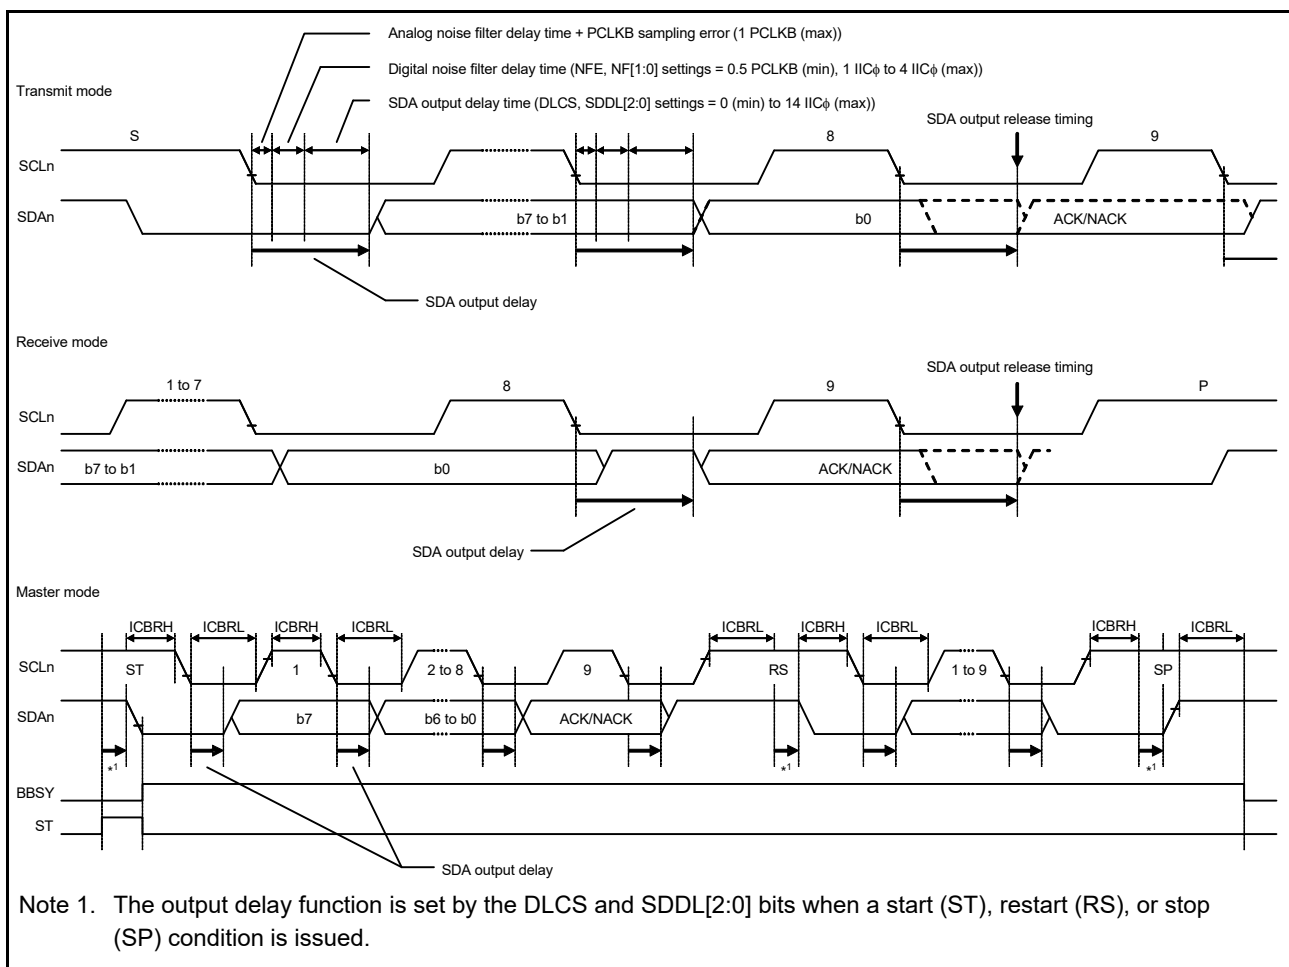 Analog noise filter delay time + PCLKB sampling error (1 PCLKB (max))
Digital noise filter delay time (NFE, NF[1:0] settings = 0.5 PCLKB (min), 1 IICϕ to 4 IICϕ (max))
Transmit mode
SDA output delay time (DLCS, SDDL[2:0] settings = 0 (min) to 14 IICϕ (max))
SDA output release timing
S 8 9
SCLn
SDAn b7 to b1 b0 ACK/NACK
SDA output delay
Receive mode
SDA output release timing
1 to 7 8 9 P
SCLn
SDAn b7 to b1 b0 ACK/NACK
SDA output delay
Master mode
ICBRH ICBRL ICBRH ICBRL ICBRL ICBRH ICBRL ICBRH ICBRL
SCLn ST 1 2 to 8 9 RS 1 to 9 SP
SDAn b7 b6 to b0 ACK/NACK
*1 *1 *1
BBSY
ST
SDA output delay
Note 1. The output delay function is set by the DLCS and SDDL[2:0] bits when a start (ST), restart (RS), or stop
(SP) condition is issued.